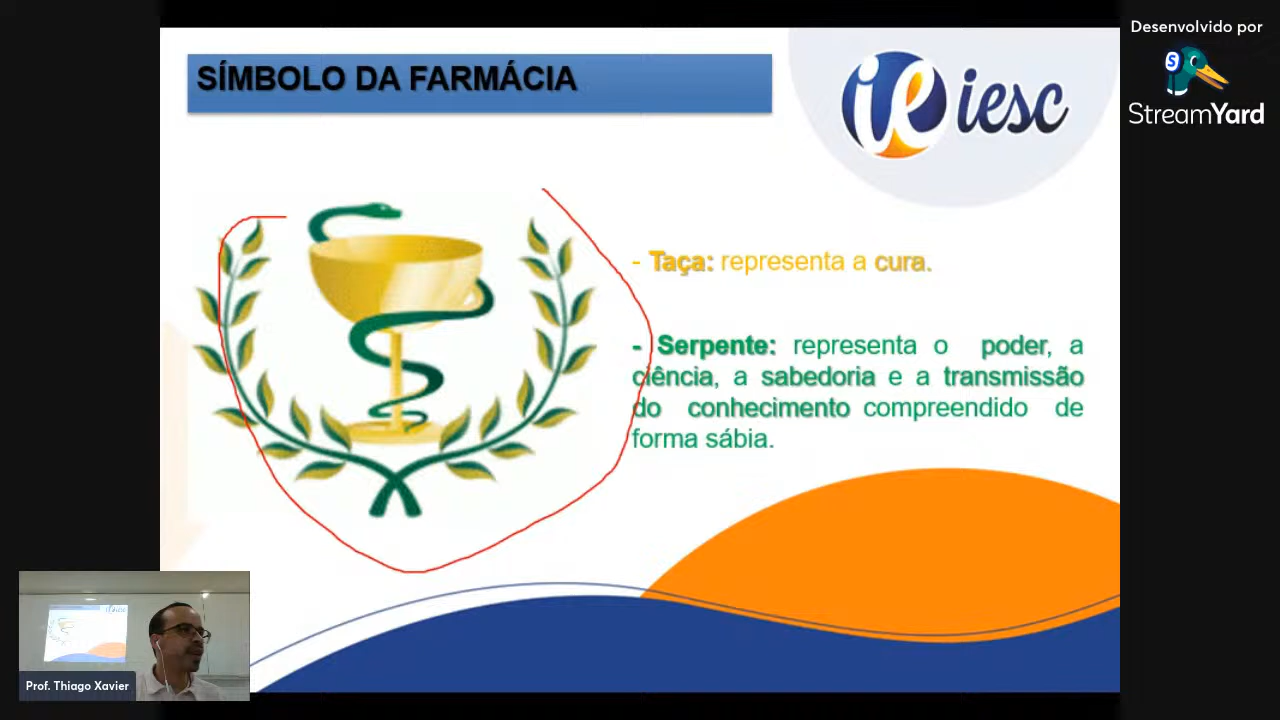 Desenvolvido por
StreamYard
SÍMBOLO DA FARMÁCIA
iesc
- Taça: representa a cura.
- Serpente: representa o poder, a
ciência, a sabedoria e a transmissão
do conhecimento compreendido de
forma sábia.
Prof. Thiago Xavier